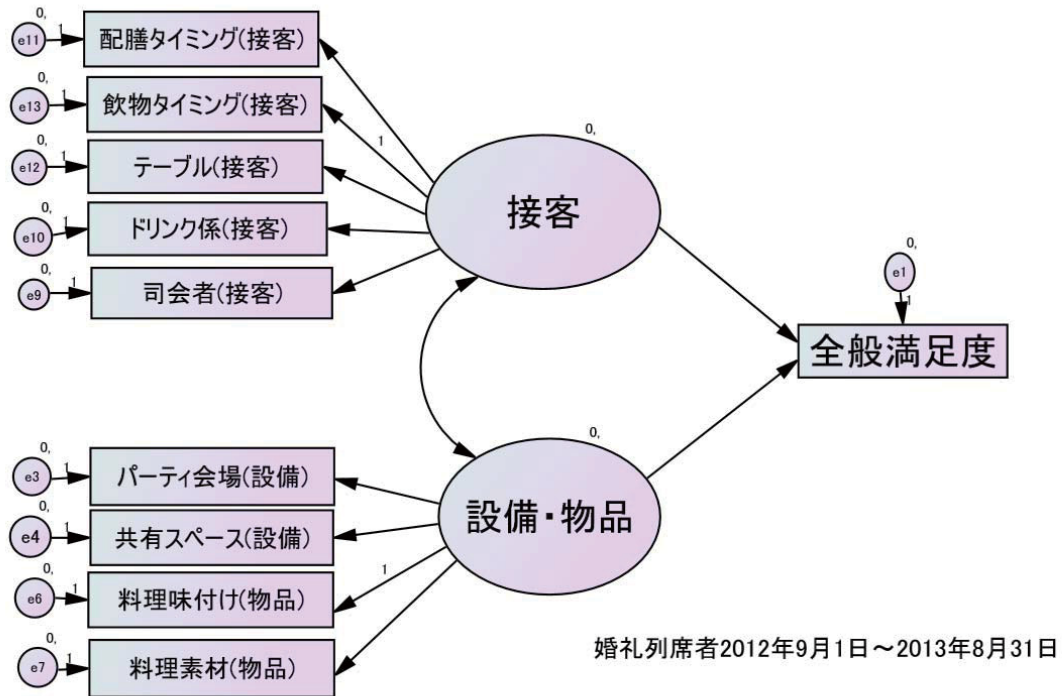 0,
e11
1
配膳タイミング(接客)
0,
e13
1
飲物タイミング(接客)
0,
e12
1
テーブル(接客)
0,
e10
1
ドリンク係(接客)
0,
e9
1
司会者(接客)
1
0,
接客
0,
e1
1
全般満足度
0,
e3
1
パーティ会場(設備)
0,
e4
1
共有スペース(設備)
0,
e6
1
料理味付け(物品)
0,
e7
1
料理素材(物品)
1
0,
設備・物品
婚礼列席者2012年9月1日～2013年8月31日